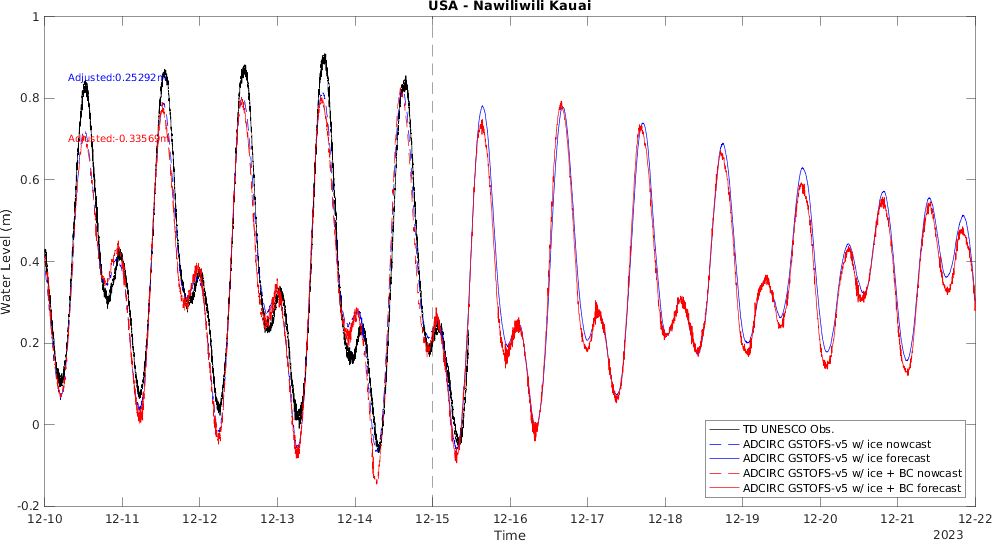 USA - Nawiliwili Kauai
1
0.8
0.6
0.4
0.2
0
-0.2
Water Level (m)
Adjusted:0.25292m
Adjusted:-0.33569m
TD UNESCO Obs.
ADCIRC GSTOFS-v5 w/ ice nowcast
ADCIRC GSTOFS-v5 w/ ice forecast
ADCIRC GSTOFS-v5 w/ ice + BC nowcast
ADCIRC GSTOFS-v5 w/ ice + BC forecast
12-10 12-11 12-12 12-13 12-14 12-15 12-16 12-17 12-18 12-19 12-20 12-21 12-22
Time
2023